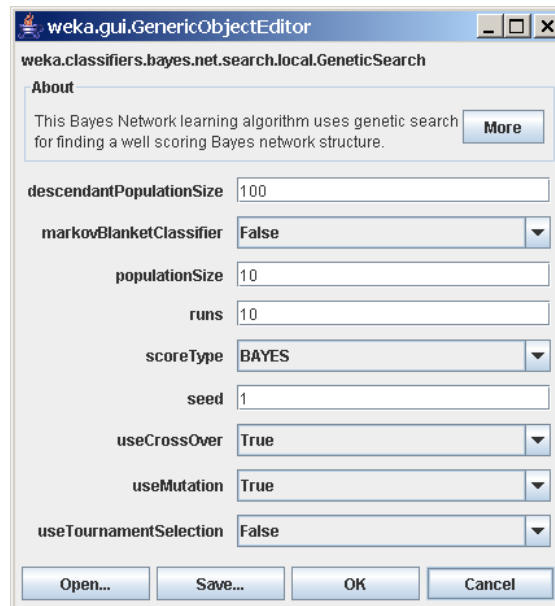 weka.gui.GenericObjectEditor
weka.classifiers.bayes.net.search.local.GeneticSearch
About
This Bayes Network learning algorithm uses genetic search
for finding a well scoring Bayes network structure.
More
descendantPopulationSize 100
markovBlanketClassifier False
populationSize 10
runs 10
scoreType BAYES
seed 1
useCrossOver True
useMutation True
useTournamentSelection False
Open... Save... OK Cancel